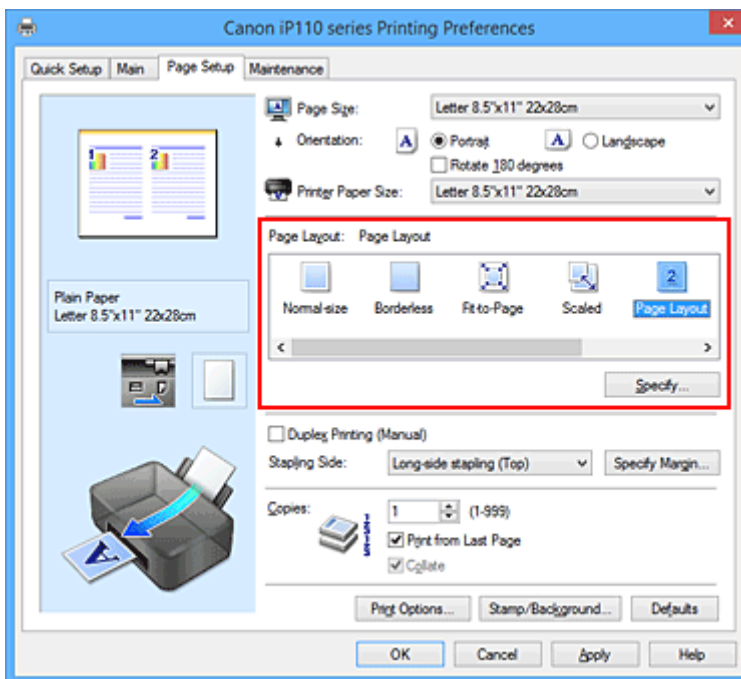 Canon iP110 series Printing Preferences
Quick Setup Main Page Setup Maintenance
1 2
Plain Paper
Letter 8.5"x11" 22x28cm
Page Size: Letter 8.5"x11" 22x28cm
Orientation: A Portrait A Landscape
Rotate 180 degrees
Printer Paper Size: Letter 8.5"x11" 22x28cm
Page Layout: Page Layout
2
Normal-size Borderless Fit-to-Page Scaled Page Layout
Specify...
Duplex Printing (Manual)
Stapling Side: Long-side stapling (Top) Specify Margin...
Copies: 1 (1-999)
Print from Last Page
Collate
Print Options... Stamp/Background... Defaults
OK Cancel Apply Help